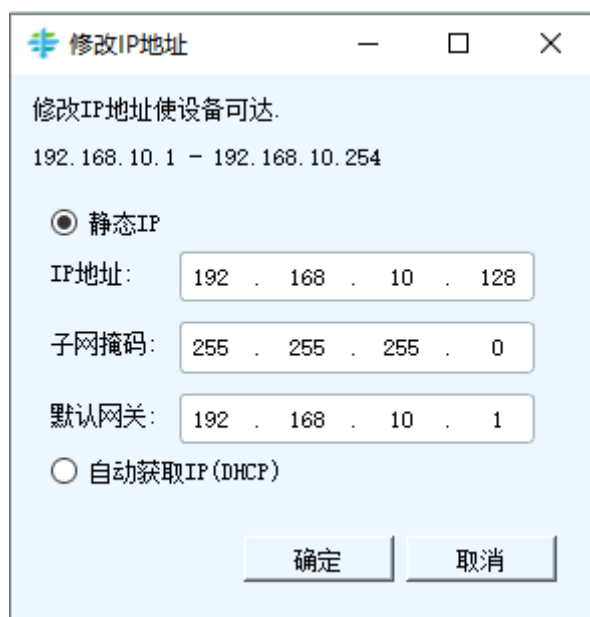 修改IP地址
修改IP地址使设备可达.
192.168.10.1 - 192.168.10.254
静态IP
IP地址: 192 . 168 . 10 . 128
子网掩码: 255 . 255 . 255 . 0
默认网关: 192 . 168 . 10 . 1
自动获取IP(DHCP)
确定 取消